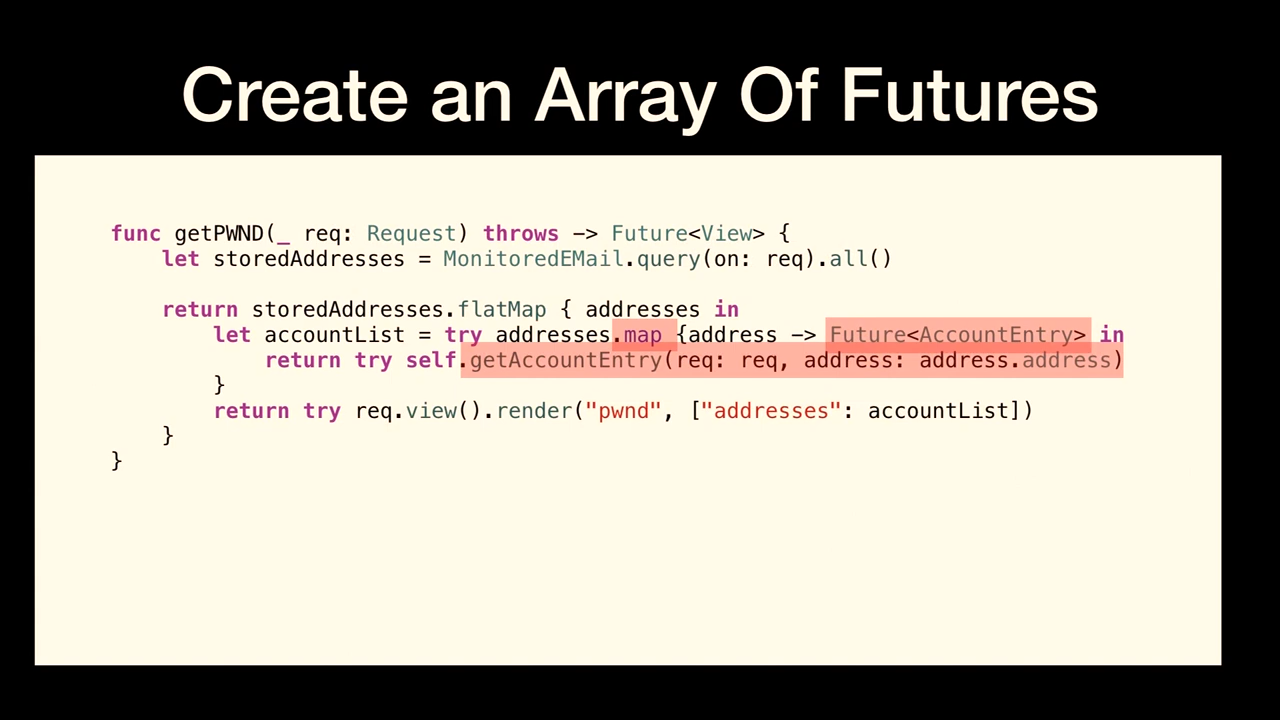 Create an Array Of Futures
func getPWND(_ req: Request) throws -> Future<View> {
    let storedAddresses = MonitoredEMail.query(on: req).all()
    return storedAddresses.flatMap { addresses in
        let accountList = try addresses.map {address -> Future<AccountEntry> in
            return try self.getAccountEntry(req: req, address: address.address)
        }
        return try req.view().render("pwnd", ["addresses": accountList])
    }
}